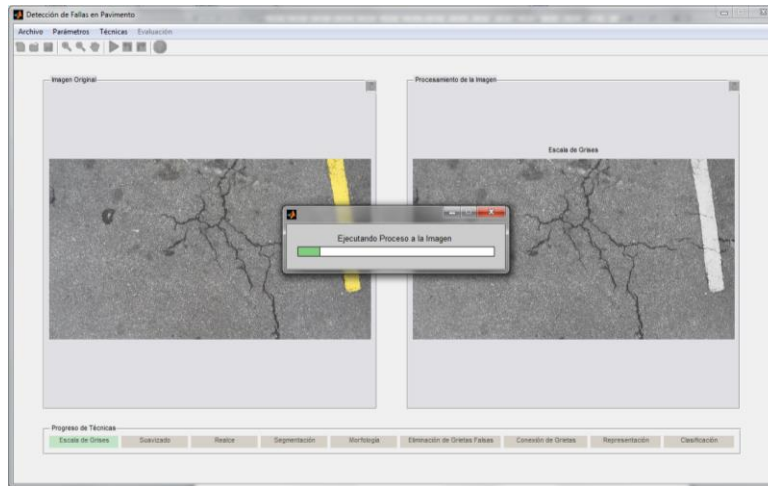 Detección de Fallas en Pavimento
Archivo Parámetros Técnicas Evaluación
Imagen Original
Procesamiento de la Imagen
Escala de Grises
Ejecutando Proceso a la Imagen
Progreso de Técnicas
Escala de Grises Suavizado Realce Segmentación Morfología Eliminación de Grietas Falsas Conexión de Grietas Representación Clasificación